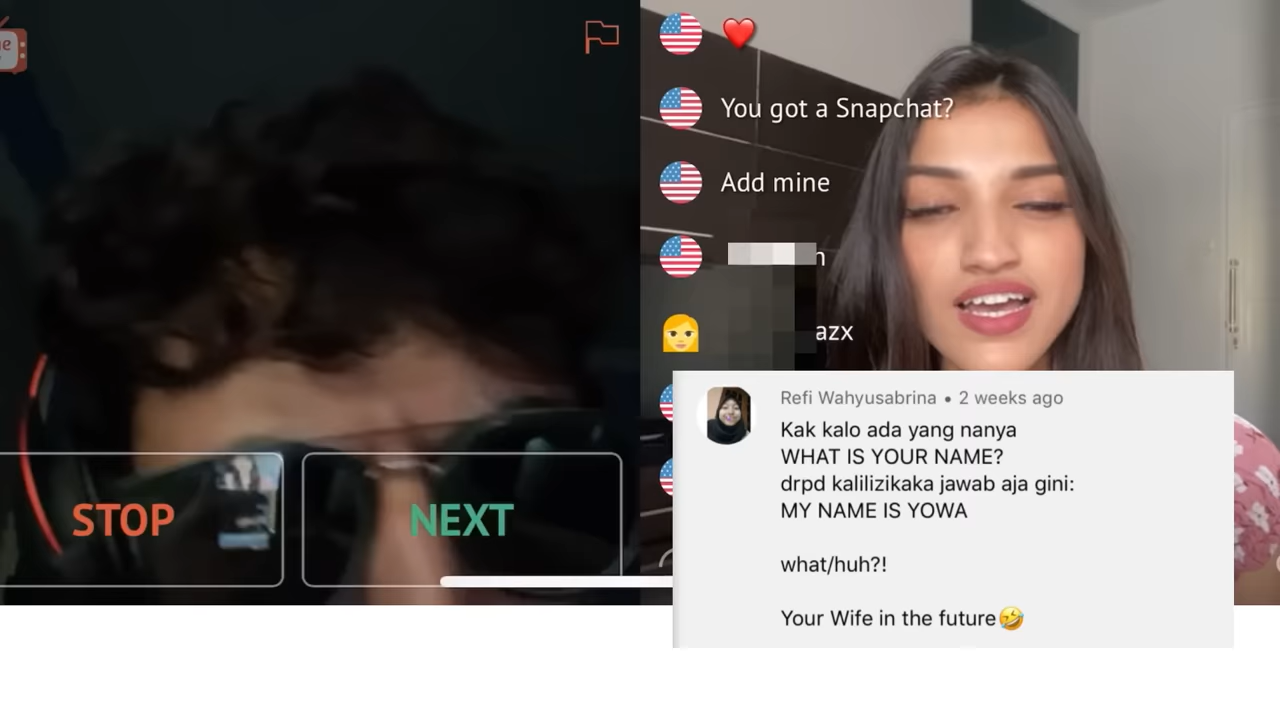 You got a Snapchat?
Add mine
azx
STOP
NEXT
Refi Wahyusabrina • 2 weeks ago
Kak kalo ada yang nanya
WHAT IS YOUR NAME?
drpd kalilizikaka jawab aja gini:
MY NAME IS YOWA
what/huh?!
Your Wife in the future🤣